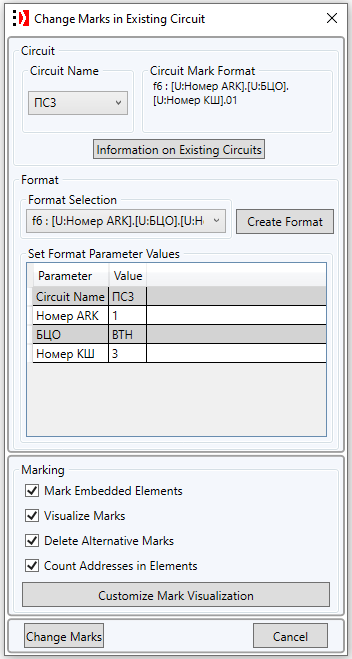 Change Marks in Existing Circuit
Circuit
Circuit Name
ПС3
Circuit Mark Format
f6 : [U:Номер ARK].[U:БЦО].
[U:Номер КШ].01
Information on Existing Circuits
Format
Format Selection
f6 : [U:Номер ARK].[U:БЦО].[U:Н
Create Format
Set Format Parameter Values
Parameter Value
Circuit Name ПС3
Номер ARK 1
БЦО ВТН
Номер КШ 3
Marking
Mark Embedded Elements
Visualize Marks
Delete Alternative Marks
Count Addresses in Elements
Customize Mark Visualization
Change Marks
Cancel